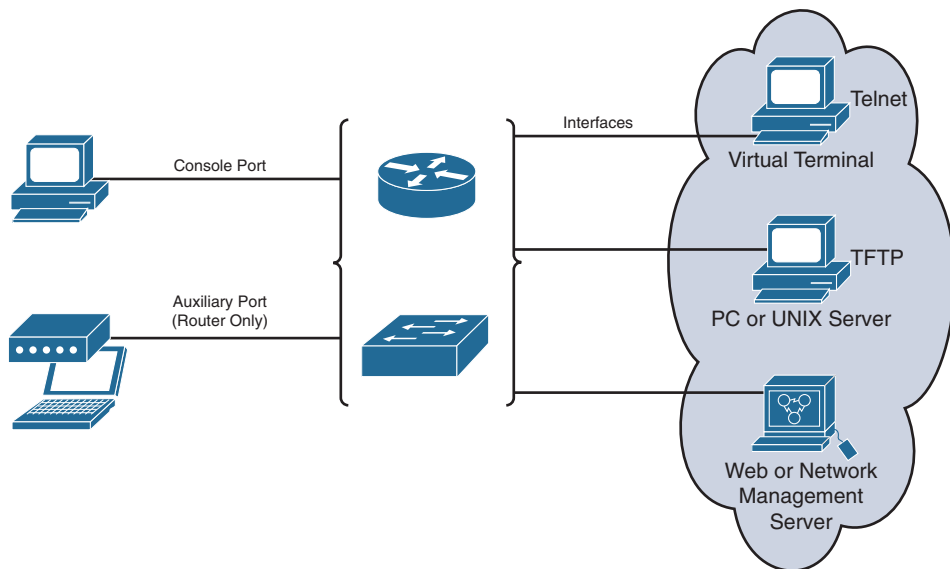 Console Port
Auxiliary Port
(Router Only)
Interfaces
Telnet
Virtual Terminal
TFTP
PC or UNIX Server
Web or Network
Management
Server